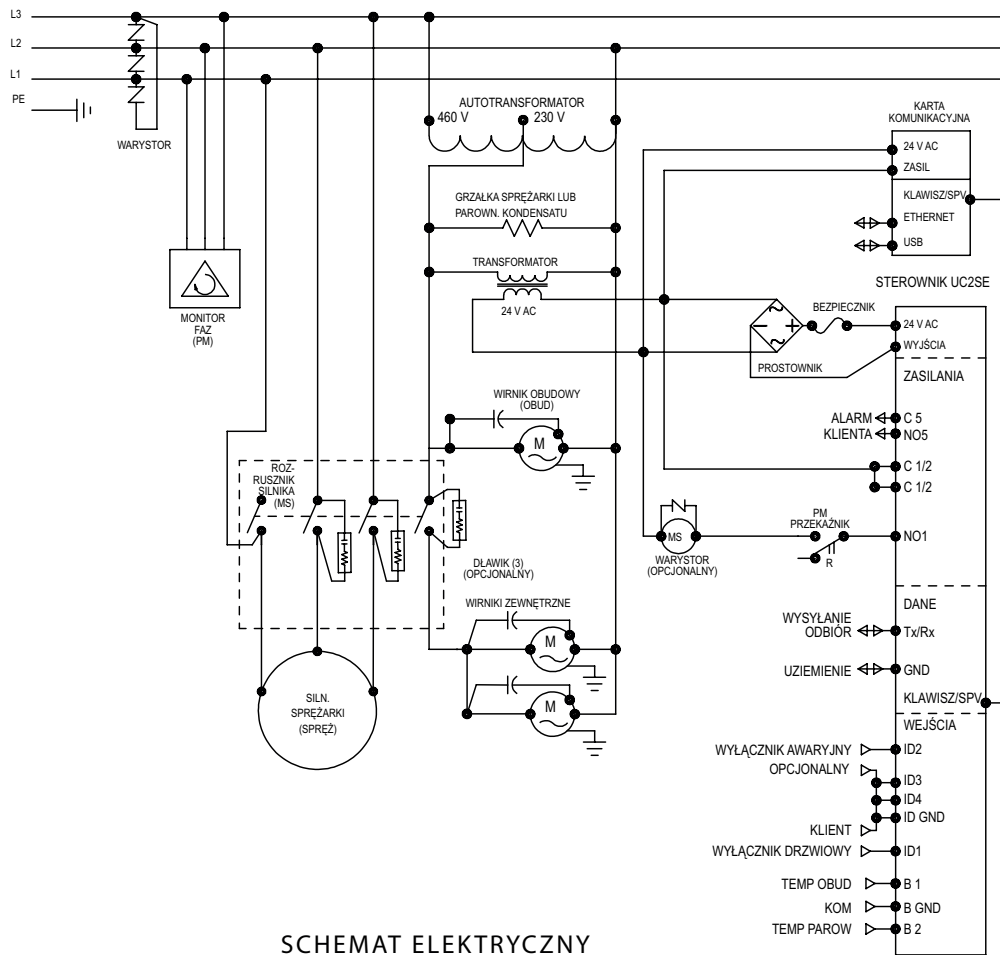 L3
L2
L1
PE
WARYSTOR
MONITOR
FAZ
(PM)
AUTOTRANSFORMATOR
460 V
230 V
GRZAŁKA SPRĘŻARKI LUB
PAROWN. KONDENSATU
TRANSFORMATOR
24 V AC
KARTA
KOMUNIKACYJNA
24 V AC
ZASIL
KLAWISZ/SPV
ETHERNET
USB
STEROWNIK UC2SE
BEZPIECZNIK
PROSTOWNIK
24 V AC
WYJŚCIA
ZASILANIA
WIRNIK OBUDOWY
(OBUD)
M
ALARM
KLIENTA
C 5
NO5
C 1/2
C 1/2
ROZ-
RUSZNIK
SILNIKA
(MS)
DŁAWIK (3)
(OPCJONALNY)
MS
WARYSTOR
(OPCJONALNY)
PM
PRZEKAŹNIK
R
NO1
WIRNIKI ZEWNĘTRZNE
M
M
SILN.
SPRĘŻARKI
(SPRĘŻ)
DANE
WYSYŁANIE
ODBIÓR
Tx/Rx
UZIEMIENIE
GND
KLAWISZ/SPV
WEJŚCIA
WYŁĄCZNIK AWARYJNY
ID2
OPCJONALNY
ID3
ID4
ID GND
KLIENT
WYŁĄCZNIK DRZWIOWY
ID1
TEMP OBUD
B 1
KOM
B GND
TEMP PAROW
B 2
SCHEMAT ELEKTRYCZNY